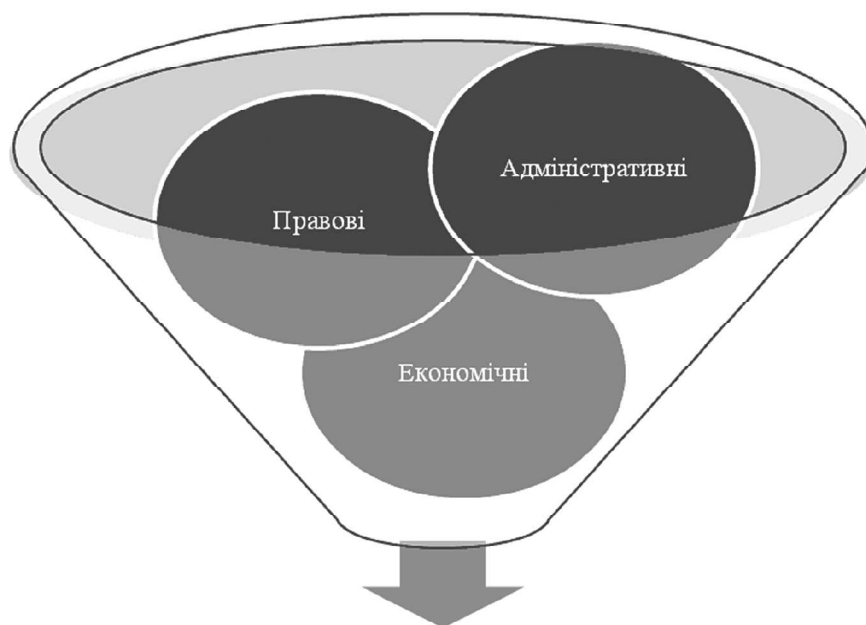 Адміністративні
Правові
Економічні